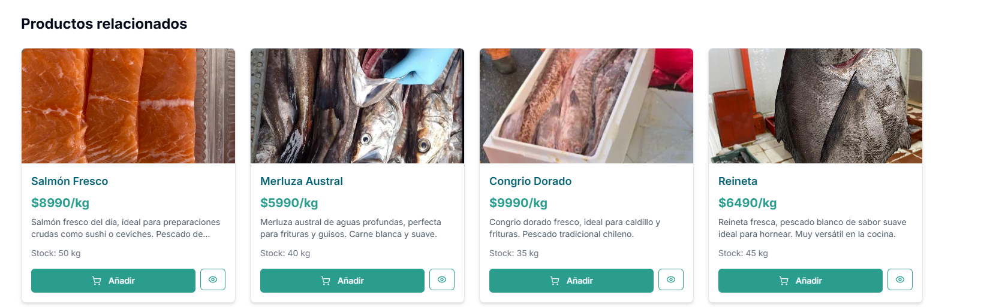 Productos relacionados
Salmón Fresco
$8990/kg
Salmón fresco del día, ideal para preparaciones
crudas como sushi o ceviches. Pescado de...
Stock: 50 kg
Añadir
Merluza Austral
$5990/kg
Merluza austral de aguas profundas, perfecta
para frituras y guisos. Carne blanca y suave.
Stock: 40 kg
Añadir
Congrio Dorado
$9990/kg
Congrio dorado fresco, ideal para caldillo y
frituras. Pescado tradicional chileno.
Stock: 35 kg
Añadir
Reineta
$6490/kg
Reineta fresca, pescado blanco de sabor suave
ideal para hornear. Muy versátil en la cocina.
Stock: 45 kg
Añadir